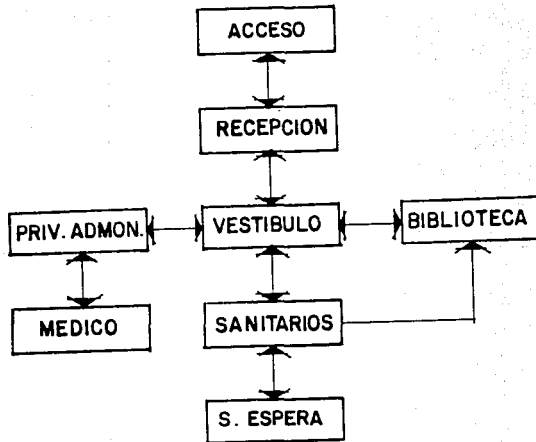 ACCESO
RECEPCION
PRIV. ADMON.
VESTIBULO
BIBLIOTECA
MEDICO
SANITARIOS
S. ESPERA